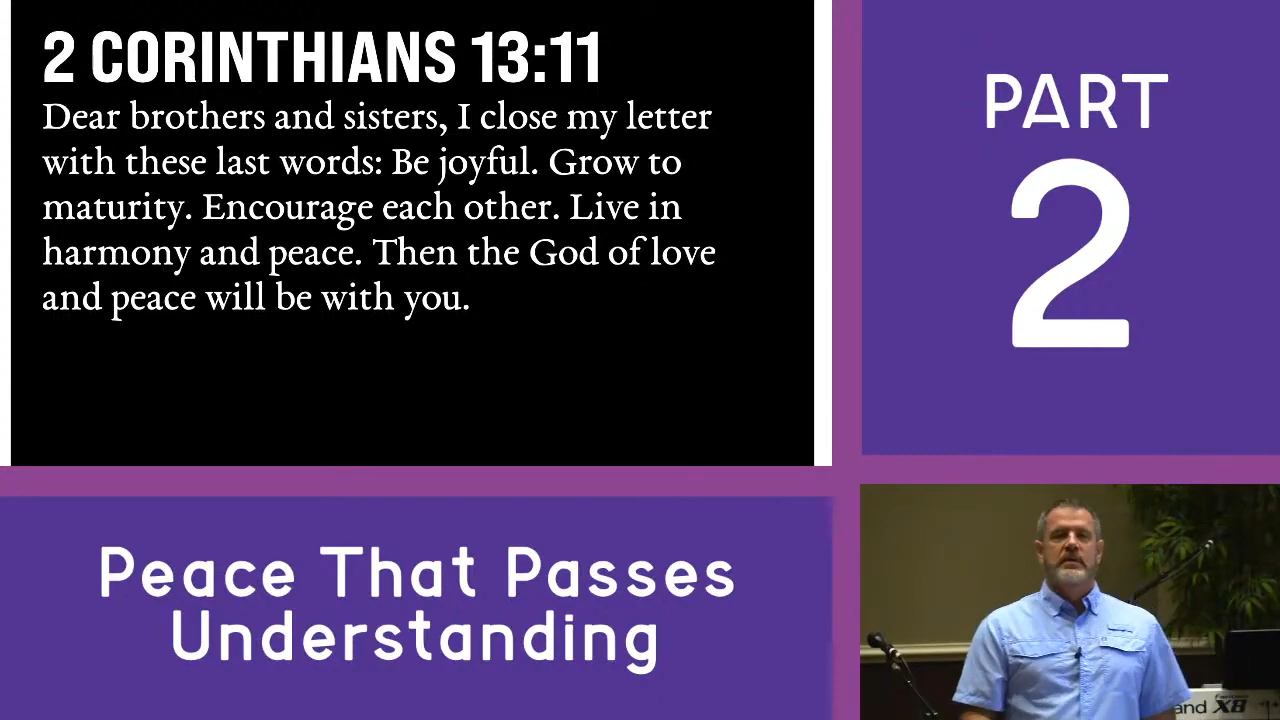 2 CORINTHIANS 13:11
Dear brothers and sisters, I close my letter
with these last words: Be joyful. Grow to
maturity. Encourage each other. Live in
harmony and peace. Then the God of love
and peace will be with you.
PART
2
Peace That Passes
Understanding
and X8